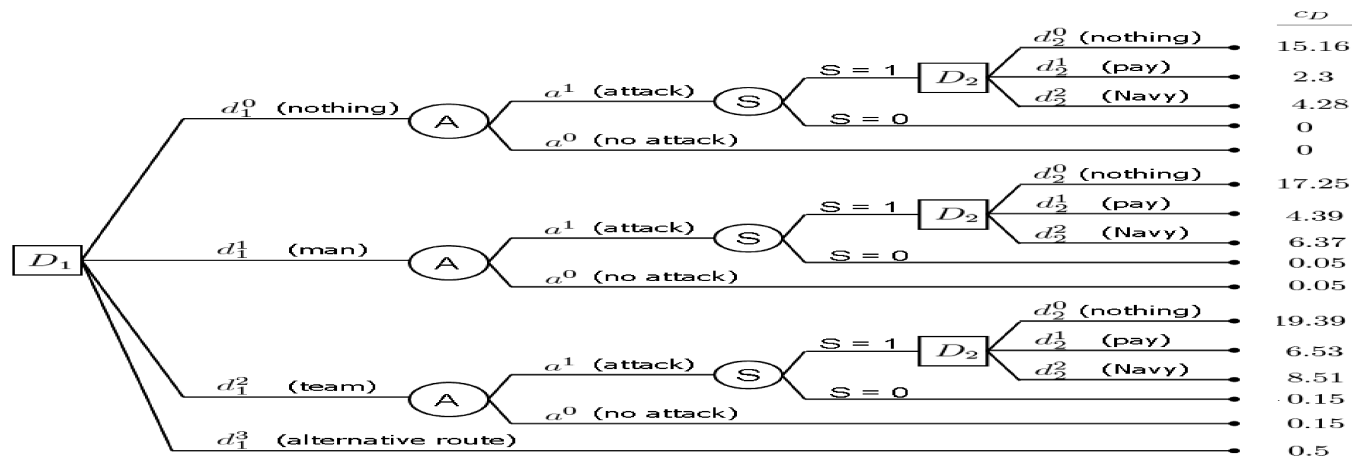 c_D
d_2^0 (nothing) 15.16
S = 1 D_2 d_2^1 (pay) 2.3
a^1 (attack) S d_2^2 (Navy) 4.28
d_1^0 (nothing) A S = 0 0
a^0 (no attack) 0
d_2^0 (nothing) 17.25
S = 1 D_2 d_2^1 (pay) 4.39
a^1 (attack) S d_2^2 (Navy) 6.37
D_1 d_1^1 (man) A S = 0 0.05
a^0 (no attack) 0.05
d_2^0 (nothing) 19.39
S = 1 D_2 d_2^1 (pay) 6.53
a^1 (attack) S d_2^2 (Navy) 8.51
d_1^2 (team) A S = 0 0.15
a^0 (no attack) 0.15
d_1^3 (alternative route) 0.5